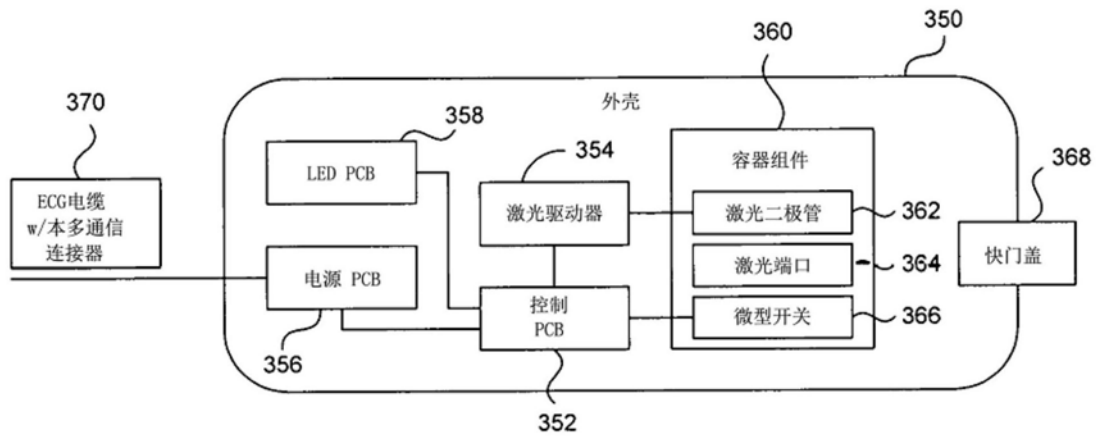 350
360
外壳
370
358
354
容器组件
368
ECG电缆
w/本多通信
连接器
LED PCB
激光驱动器
激光二极管
362
快门盖
激光端口
364
电源 PCB
控制
PCB
微型开关
366
356
352